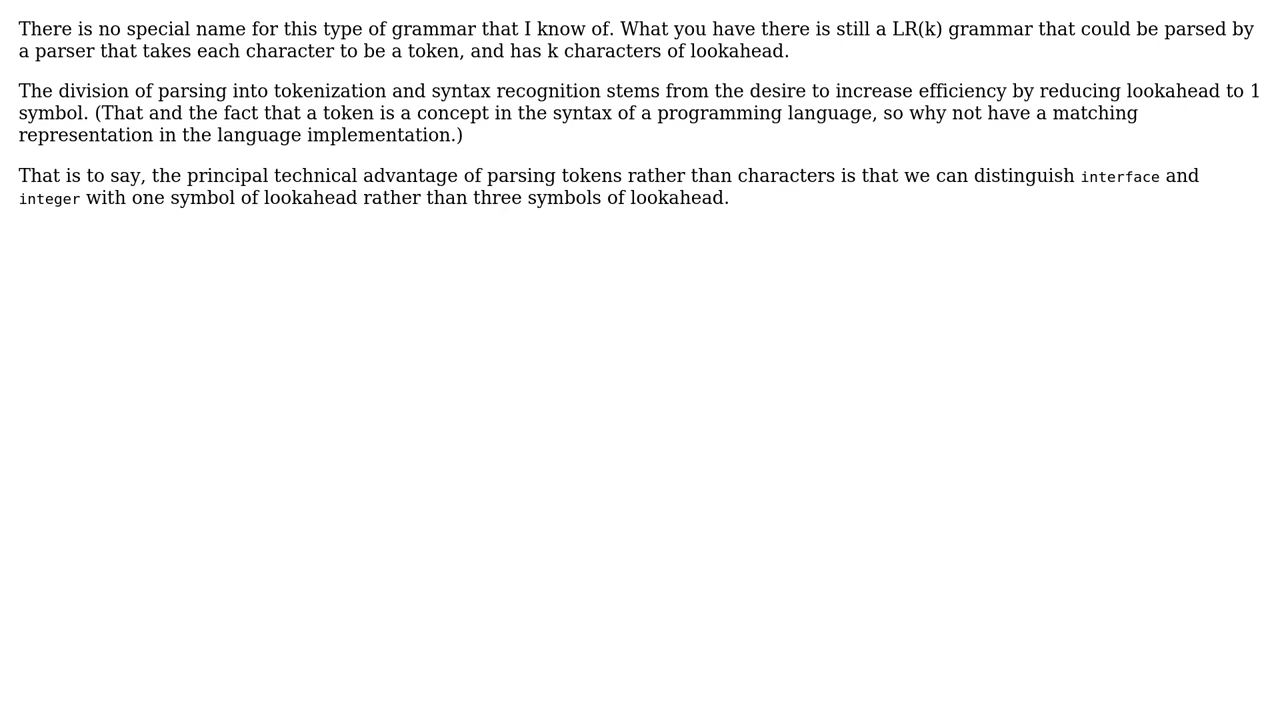 There is no special name for this type of grammar that I know of. What you have there is still a LR(k) grammar that could be parsed by
a parser that takes each character to be a token, and has k characters of lookahead.
The division of parsing into tokenization and syntax recognition stems from the desire to increase efficiency by reducing lookahead to 1
symbol. (That and the fact that a token is a concept in the syntax of a programming language, so why not have a matching
representation in the language implementation.)
That is to say, the principal technical advantage of parsing tokens rather than characters is that we can distinguish interface and
integer with one symbol of lookahead rather than three symbols of lookahead.